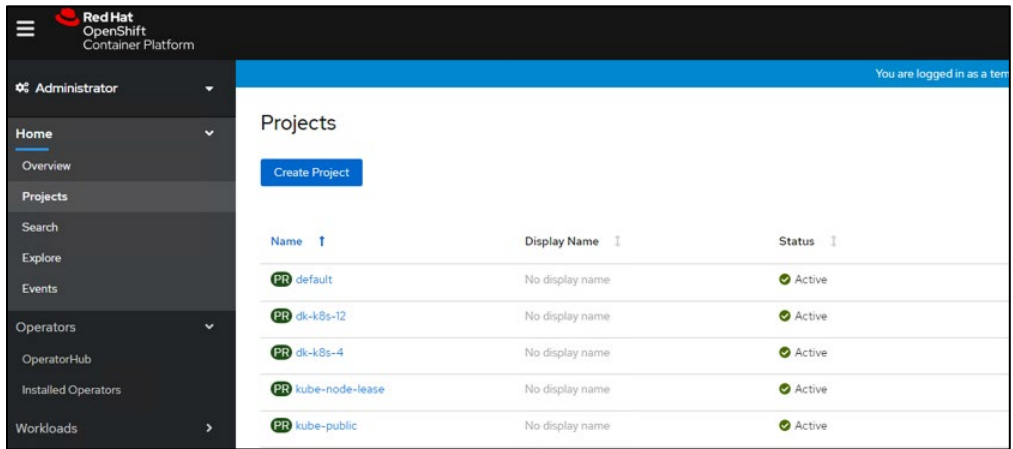 Red Hat
OpenShift
Container Platform
You are logged in as a tem
Administrator
Home
Overview
Projects
Search
Explore
Events
Operators
OperatorHub
Installed Operators
Workloads
Projects
Create Project
Name Display Name Status
PR default No display name Active
PR dk-k8s-12 No display name Active
PR dk-k8s-4 No display name Active
PR kube-node-lease No display name Active
PR kube-public No display name Active